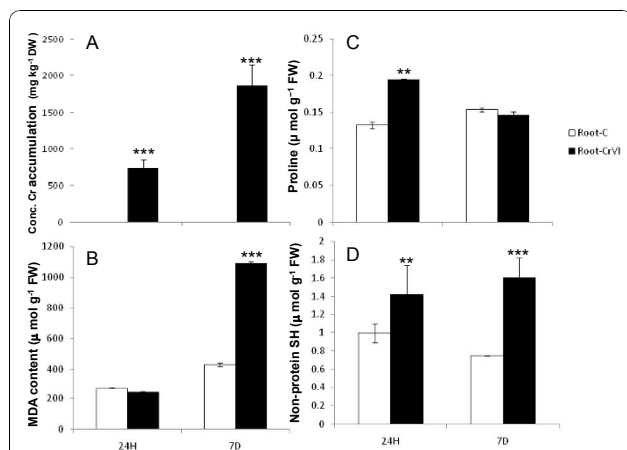 A
Conc. Cr accumulation (mg kg⁻¹ DW)
2500
2000
1500
1000
500
0
***
***
C
Proline (µ mol g⁻¹ FW)
0.25
0.2
0.15
0.1
0.05
0
**
Root-C
Root-CrVI
B
MDA content (µ mol g⁻¹ FW)
1200
1000
800
600
400
200
0
***
24H
7D
D
Non-protein SH (µ mol g⁻¹ FW)
2
1.8
1.6
1.4
1.2
1
0.8
0.6
0.4
0.2
0
**
***
24H
7D